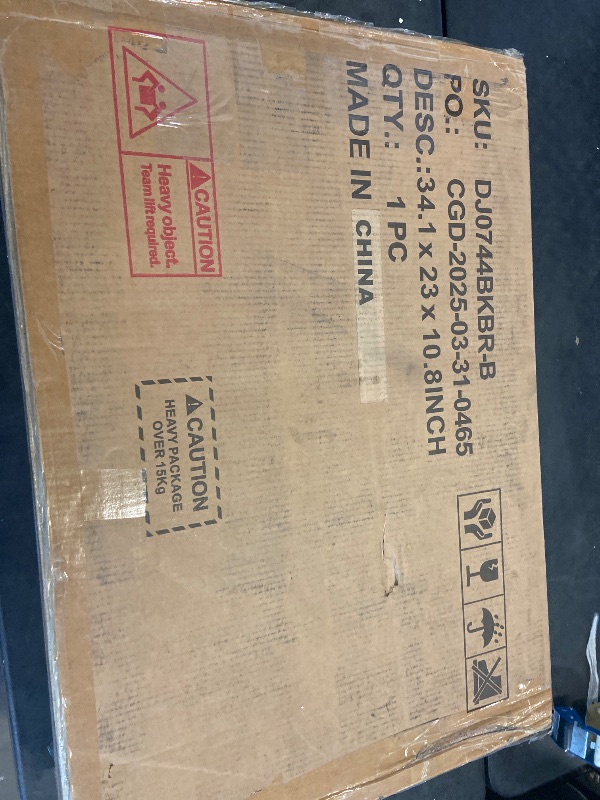 SKU: DJ0744BKBR-B
PO.: CGD-2025-03-31-0465
DESC.:34.1 x 23 x 10.8INCH
QTY.: 1 PC
MADE IN CHINA
CAUTION
Heavy object.
Team lift required.
CAUTION
HEAVY PACKAGE
OVER 15Kg